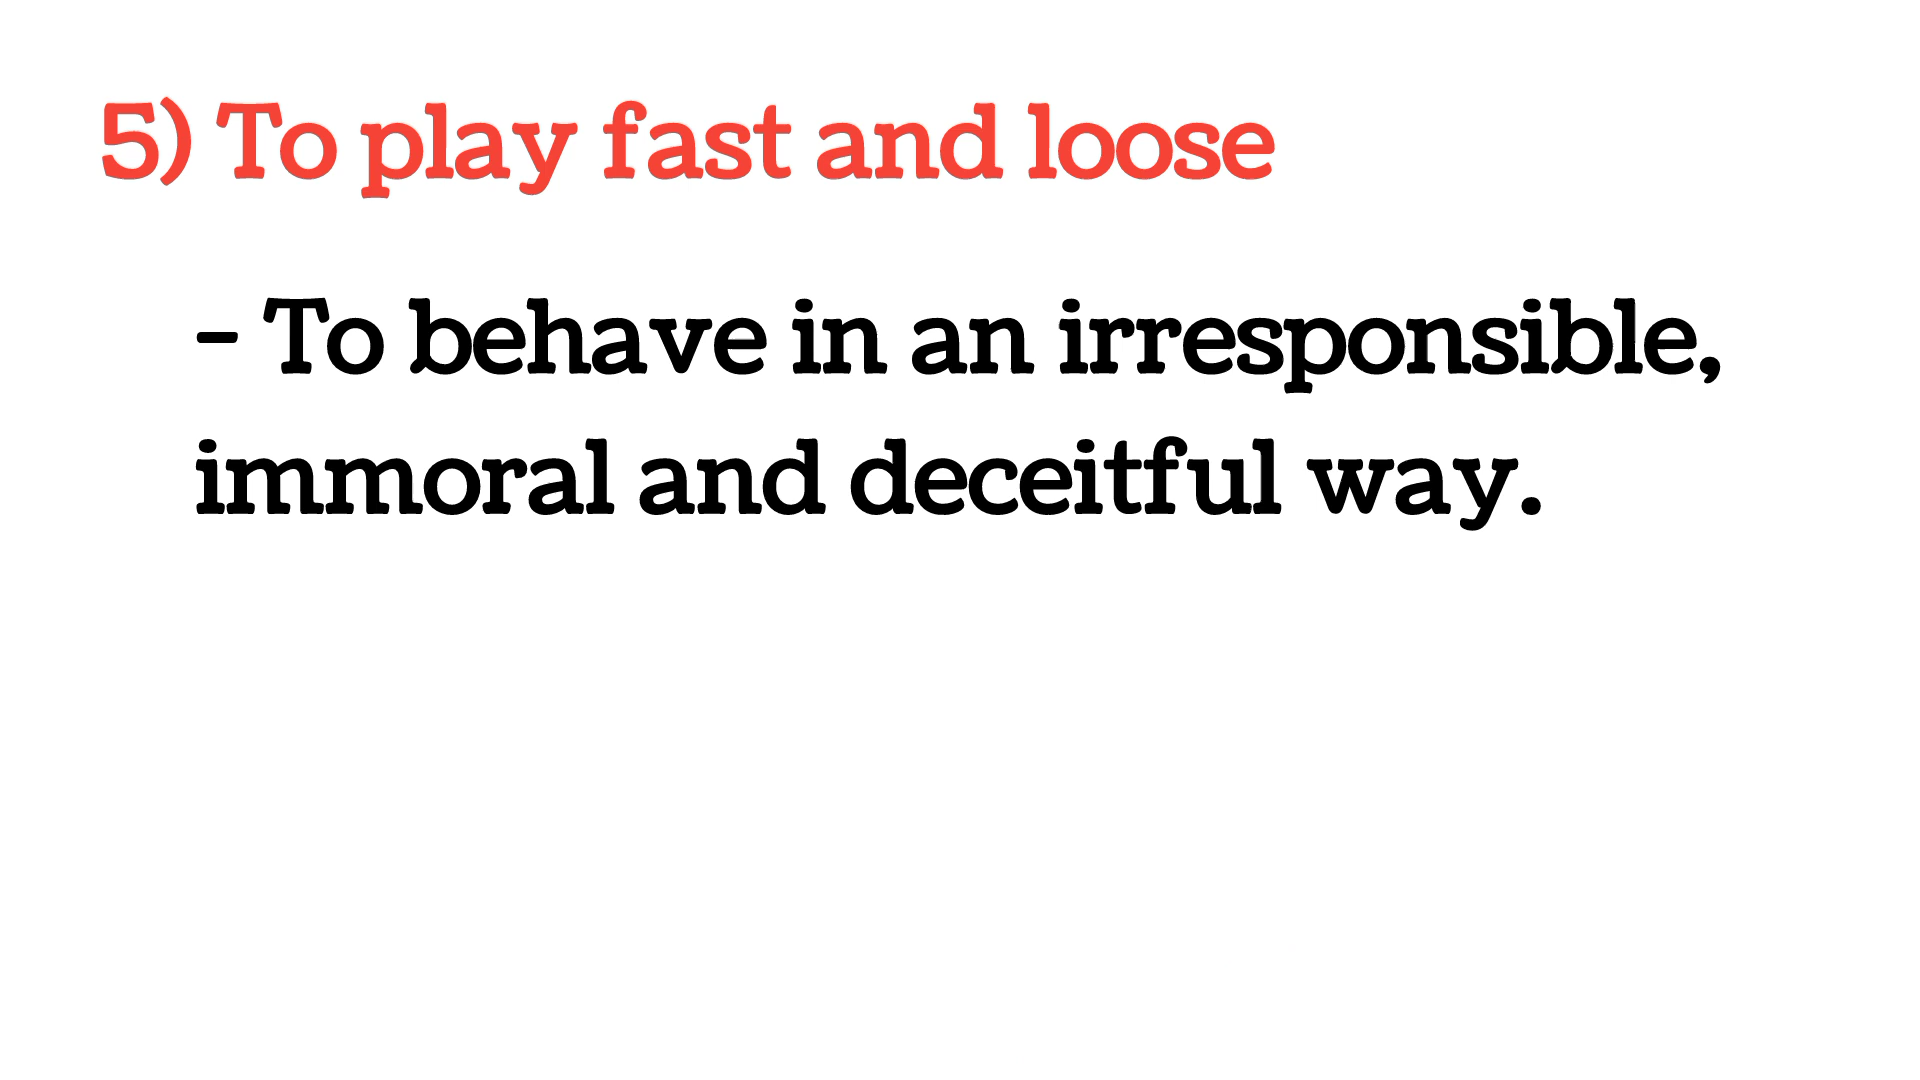 5) To play fast and loose
- To behave in an irresponsible,
immoral and deceitful way.